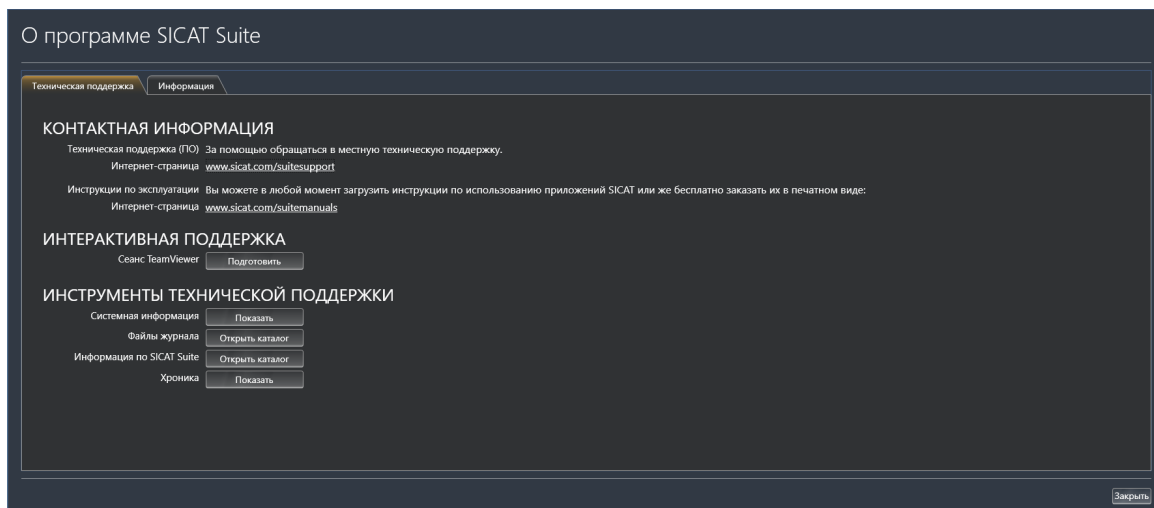 О программе SICAT Suite
Техническая поддержка Информация
КОНТАКТНАЯ ИНФОРМАЦИЯ
Техническая поддержка (ПО) За помощью обращаться в местную техническую поддержку.
Интернет-страница www.sicat.com/suitesupport
Инструкции по эксплуатации Вы можете в любой момент загрузить инструкции по использованию приложений SICAT или же бесплатно заказать их в печатном виде:
Интернет-страница www.sicat.com/suitemanuals
ИНТЕРАКТИВНАЯ ПОДДЕРЖКА
Сеанс TeamViewer Подготовить
ИНСТРУМЕНТЫ ТЕХНИЧЕСКОЙ ПОДДЕРЖКИ
Системная информация Показать
Файлы журнала Открыть каталог
Информация по SICAT Suite Открыть каталог
Хроника Показать
Закрыть